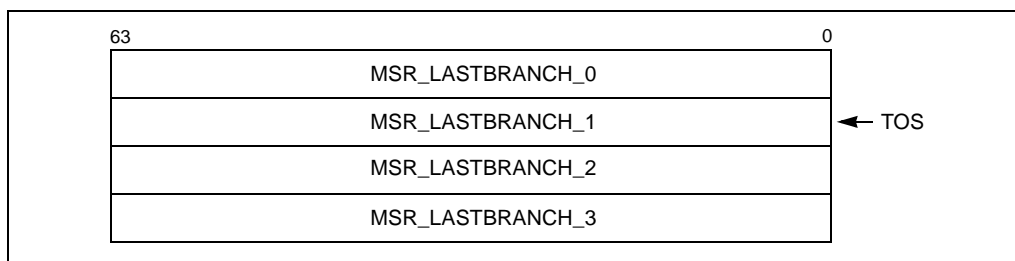 63 0
MSR_LASTBRANCH_0
MSR_LASTBRANCH_1 TOS
MSR_LASTBRANCH_2
MSR_LASTBRANCH_3